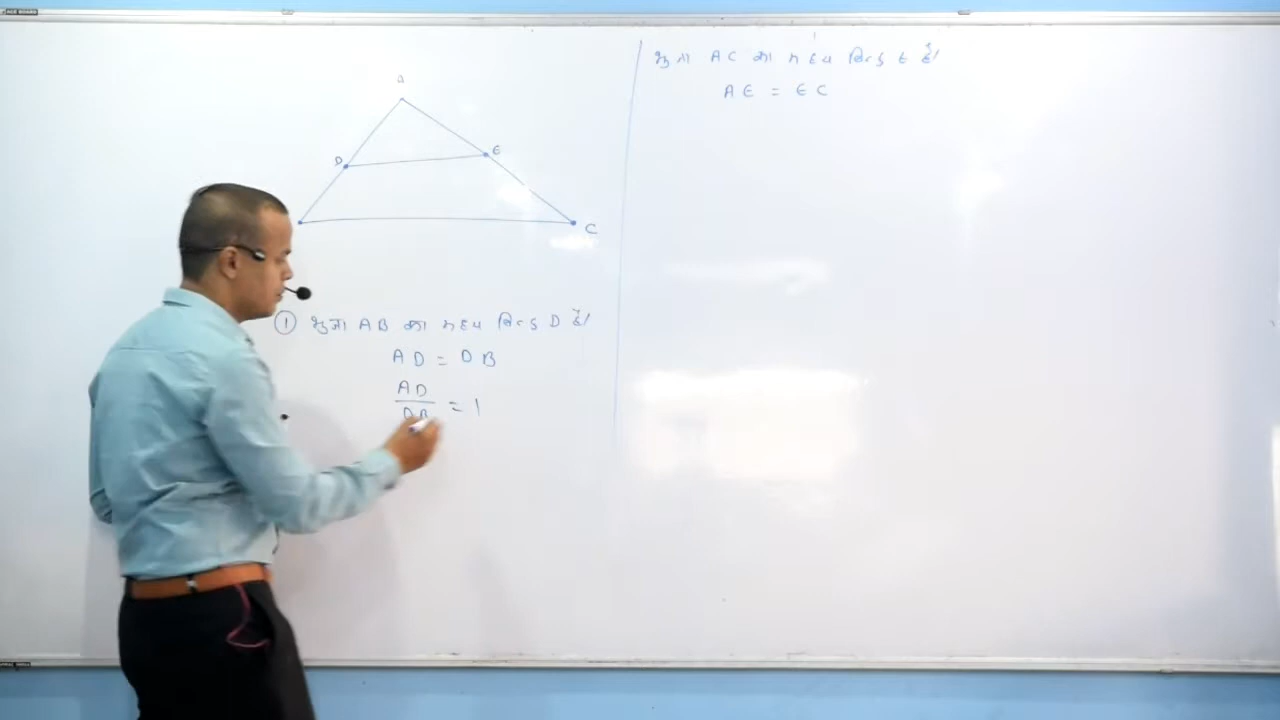 A
D
E
C
① भुजा AB का मध्य बिन्दु D है।
AD = DB
AD/DB = 1
भुजा AC का मध्य बिन्दु E है।
AE = EC